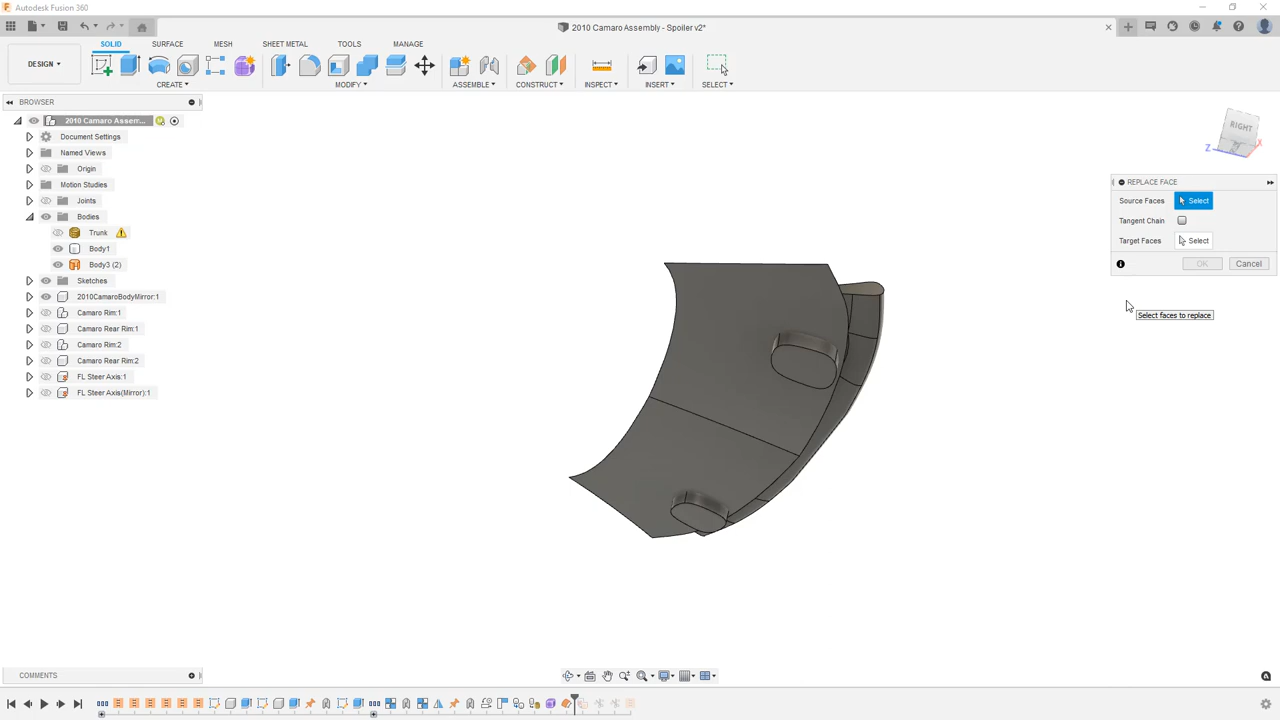 Autodesk Fusion 360
2010 Camaro Assembly - Spoiler v2*
SOLID SURFACE MESH SHEET METAL TOOLS MANAGE
DESIGN
CREATE MODIFY ASSEMBLE CONSTRUCT INSPECT INSERT SELECT
BROWSER
2010 Camaro Assem...
Document Settings
Named Views
Origin
Motion Studies
Joints
Bodies
Trunk
Body1
Body3 (2)
Sketches
2010CamaroBodyMirror:1
Camaro Rim:1
Camaro Rear Rim:1
Camaro Rim:2
Camaro Rear Rim:2
FL Steer Axis:1
FL Steer Axis(Mirror):1
RIGHT
Z
X
REPLACE FACE
Source Faces Select
Tangent Chain
Target Faces Select
OK Cancel
Select faces to replace
COMMENTS